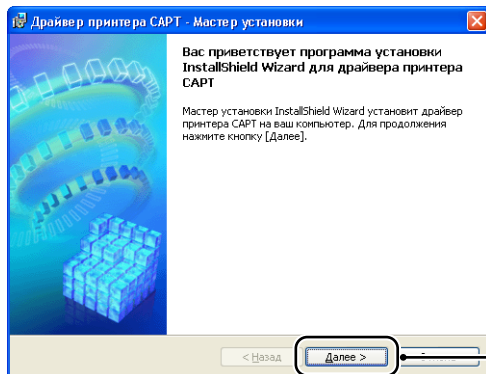 Драйвер принтера CAPT - Мастер установки
Вас приветствует программа установки
InstallShield Wizard для драйвера принтера
CAPT
Мастер установки InstallShield Wizard установит драйвер
принтера CAPT на ваш компьютер. Для продолжения
нажмите кнопку [Далее].
< Назад
Далее >